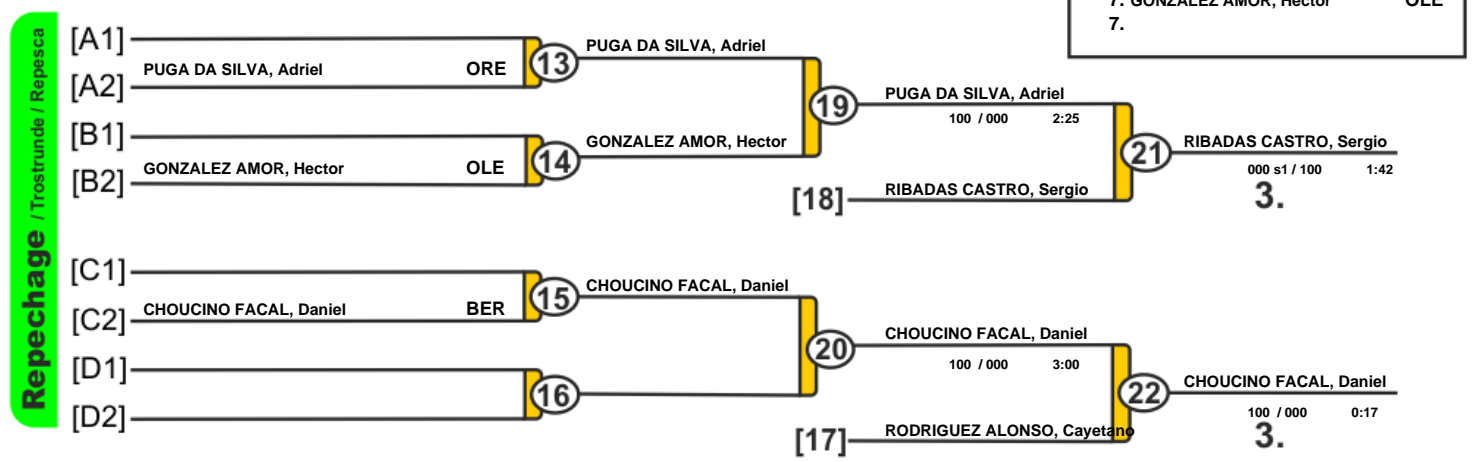 7. GONZALEZ AMOR, Hector OLE
7.
Repechage / Trostrunde / Repesca
[A1]
[A2] PUGA DA SILVA, Adriel ORE
13 PUGA DA SILVA, Adriel
[B1]
[B2] GONZALEZ AMOR, Hector OLE
14 GONZALEZ AMOR, Hector
19 PUGA DA SILVA, Adriel
100 / 000 2:25
[18] RIBADAS CASTRO, Sergio
21 RIBADAS CASTRO, Sergio
000 s1 / 100 1:42
3.
[C1]
[C2] CHOUCINO FACAL, Daniel BER
15 CHOUCINO FACAL, Daniel
[D1]
[D2]
16
20 CHOUCINO FACAL, Daniel
100 / 000 3:00
[17] RODRIGUEZ ALONSO, Cayetano
22 CHOUCINO FACAL, Daniel
100 / 000 0:17
3.